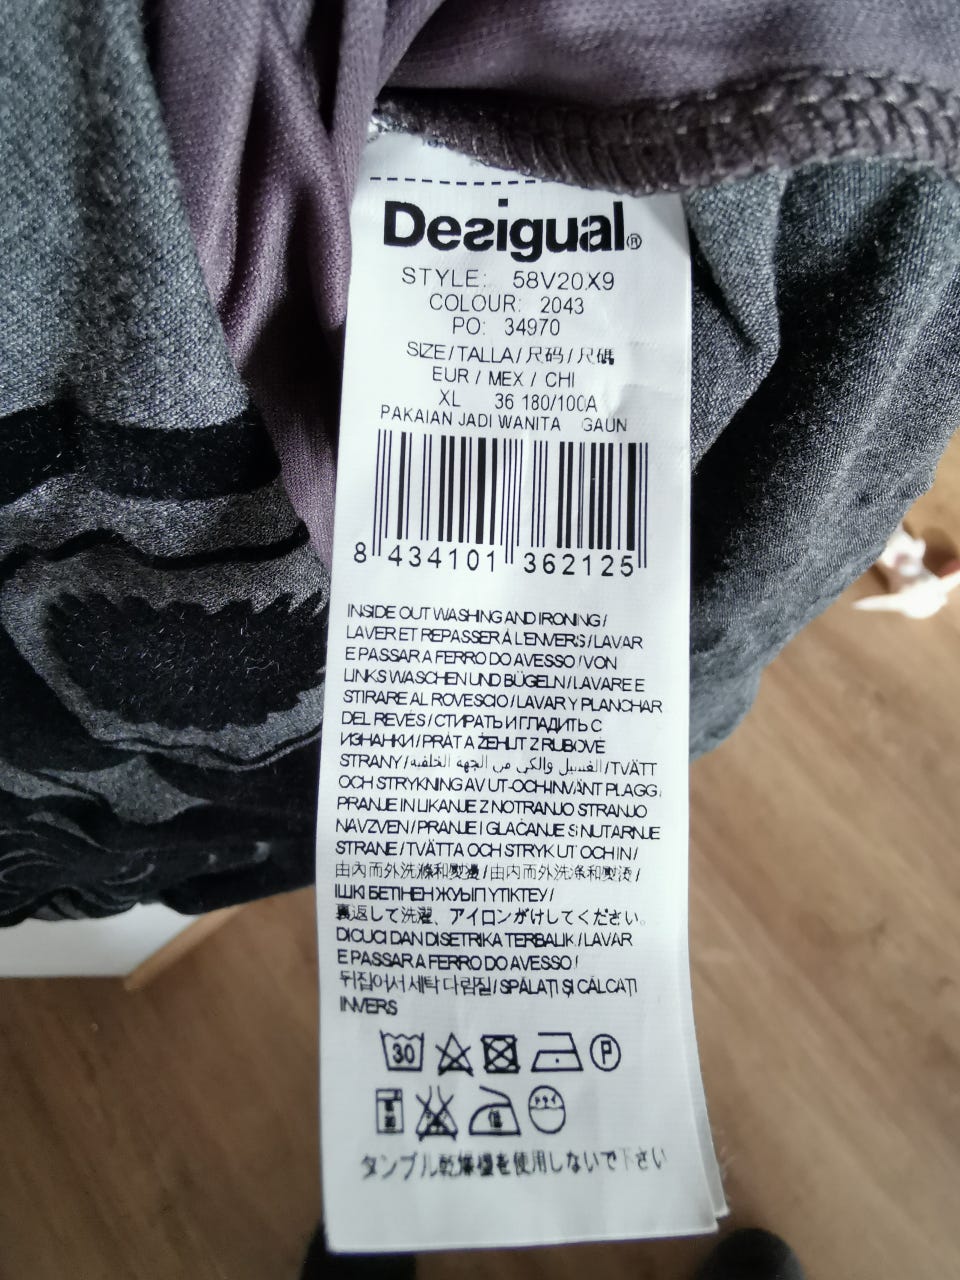 Desigual®
STYLE: 58V20X9
COLOUR: 2043
PO: 34970
SIZE / TALLA / 尺码 / 尺碼
EUR / MEX / CHI
XL 36 180/100A
PAKAIAN JADI WANITA GAUN
8 434101 362125
INSIDE OUT WASHING AND IRONING /
LAVER ET REPASSER À L'ENVERS / LAVAR
E PASSAR A FERRO DO AVESSO / VON
LINKS WASCHEN UND BÜGELN / LAVARE E
STIRARE AL ROVESCIO / LAVAR Y PLANCHAR
DEL REVÉS / СТИРАТЬ И ГЛАДИТЬ С
ИЗНАНКИ / PRÁT A ŽEHLIT Z RUBOVÉ
STRANY / الغسيل والكي من الجهة الخلفية / TVÄTT
OCH STRYKNING AV UT-OCH-INVÄNT PLAGG
PRANJE IN LIKANJE Z NOTRANJO STRANJO
NAVZVEN / PRANJE I GLAČANJE S NUTARNJE
STRANE / TVÄTTA OCH STRYK UT OCH IN /
由內而外洗滌和熨燙 / 由内而外洗涤和熨烫 /
ІШКІ БЕТІНЕН ЖУЫП ҮТІКТЕУ /
裏返して洗濯、アイロンがけしてください。
DICUCI DAN DISETRIKA TERBALIK / LAVAR
E PASSAR A FERRO DO AVESSO /
뒤집어서 세탁 다림질 / SPĂLAȚI ȘI CĂLCAȚI
INVERS
30 P
タンブル乾燥機を使用しないで下さい